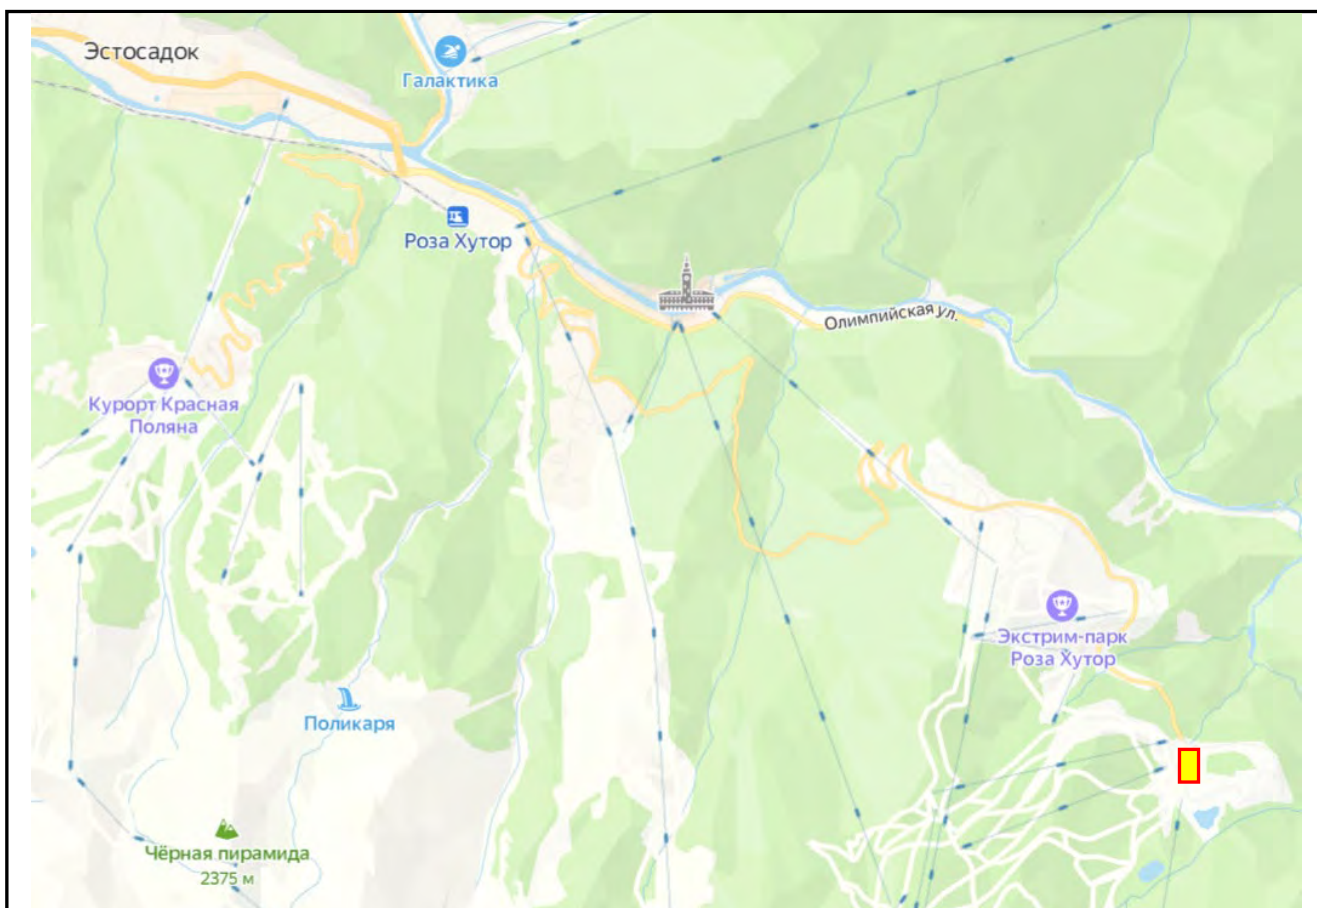 Эстосадок
Галактика
Роза Хутор
Олимпийская ул.
Курорт Красная
Поляна
Экстрим-парк
Роза Хутор
Поликаря
Чёрная пирамида
2375 м